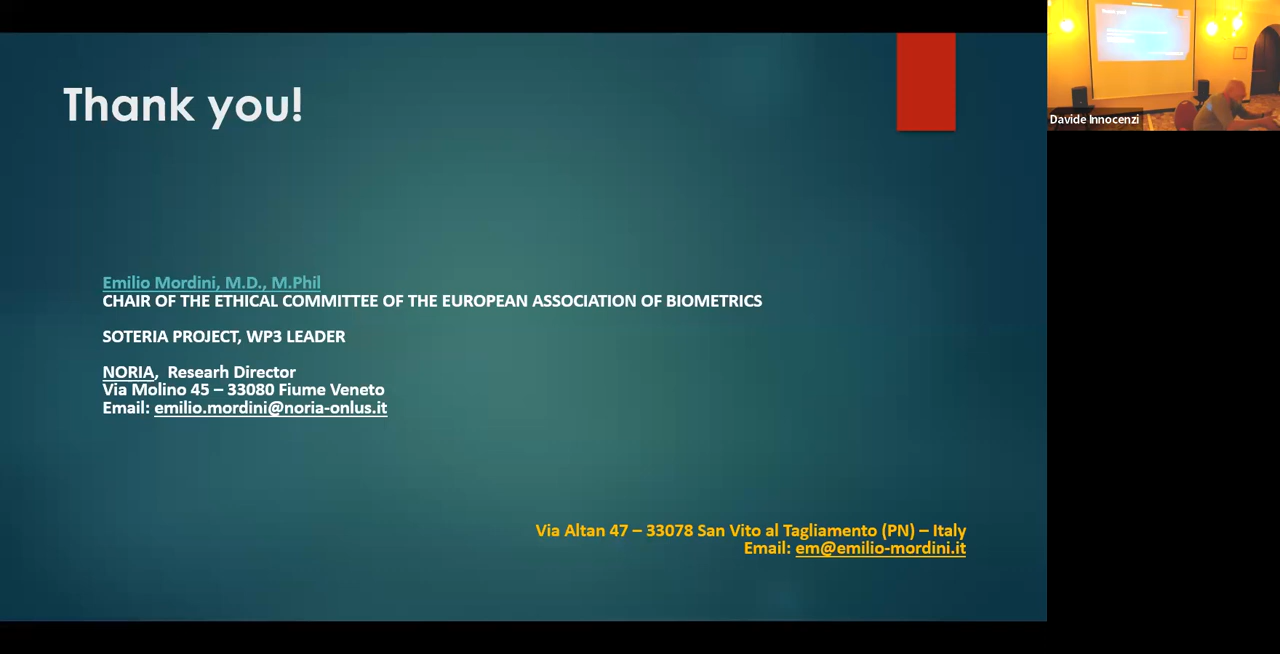 Thank you!
Emilio Mordini, M.D., M.Phil
CHAIR OF THE ETHICAL COMMITTEE OF THE EUROPEAN ASSOCIATION OF BIOMETRICS
SOTERIA PROJECT, WP3 LEADER
NORIA, Researh Director
Via Molino 45 – 33080 Fiume Veneto
Email: emilio.mordini@noria-onlus.it
Via Altan 47 – 33078 San Vito al Tagliamento (PN) – Italy
Email: em@emilio-mordini.it
Davide Innocenzi